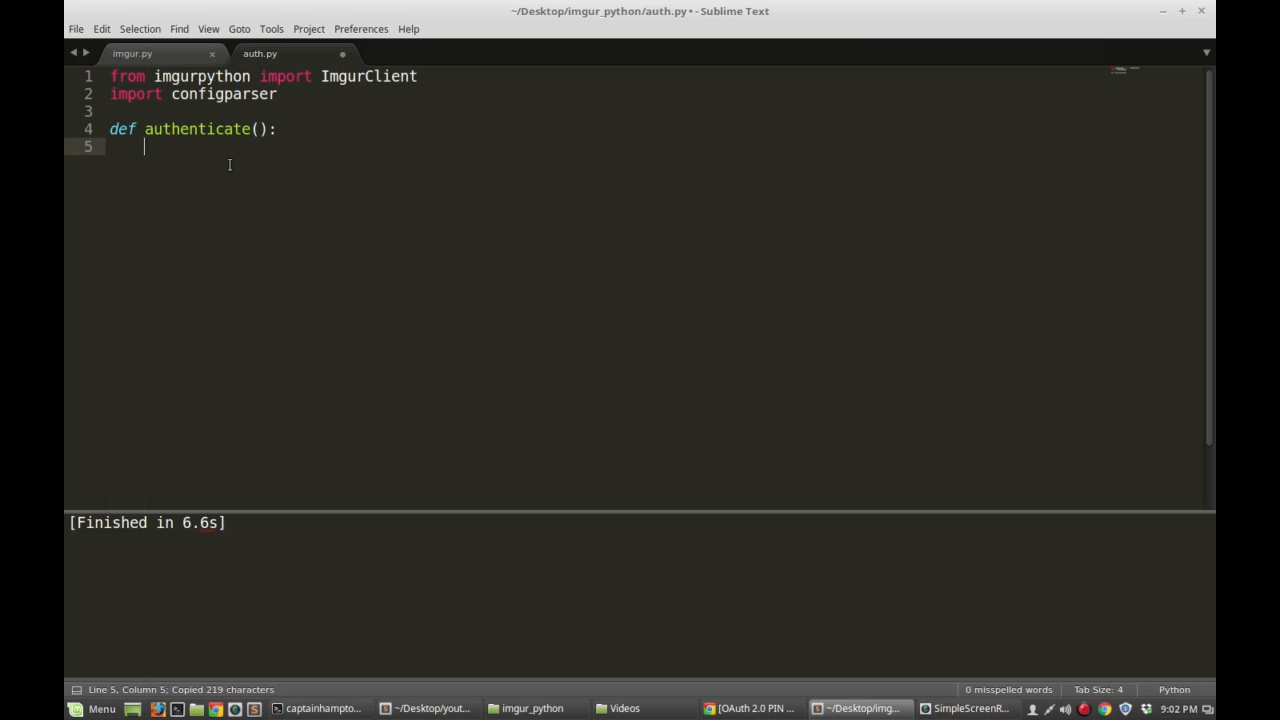 ~/Desktop/imgur_python/auth.py • - Sublime Text
File Edit Selection Find View Goto Tools Project Preferences Help
imgur.py auth.py
1 from imgurpython import ImgurClient
2 import configparser
3
4 def authenticate():
5
[Finished in 6.6s]
Line 5, Column 5; Copied 219 characters 0 misspelled words Tab Size: 4 Python
Menu captainhampto... ~/Desktop/yout... imgur_python Videos [OAuth 2.0 PIN ... ~/Desktop/img... SimpleScreenR... 9:02 PM